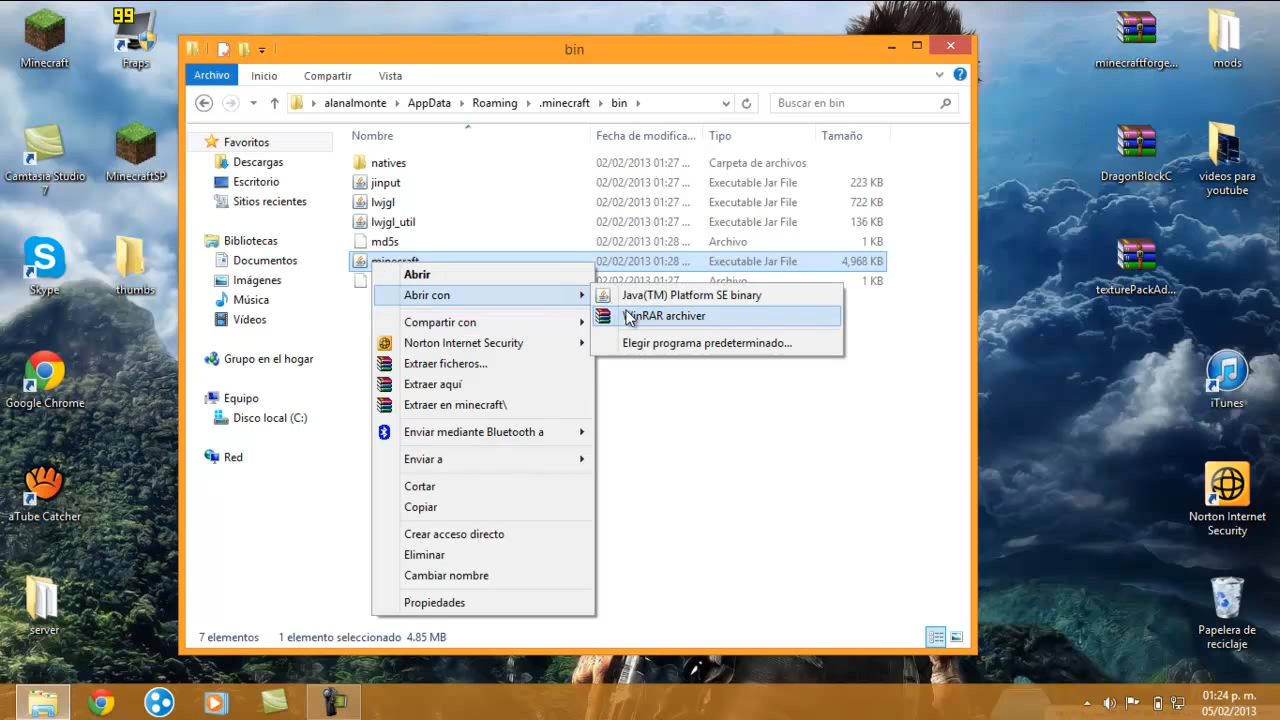 Minecraft
99
Fraps
Camtasia Studio
7
MinecraftSP
Skype
thumbs
Google Chrome
aTube Catcher
server
bin
Archivo
Inicio
Compartir
Vista
alanalmonte
AppData
Roaming
.minecraft
bin
Buscar en bin
Favoritos
Descargas
Escritorio
Sitios recientes
Bibliotecas
Documentos
Imágenes
Música
Vídeos
Grupo en el hogar
Equipo
Disco local (C:)
Red
Nombre
Fecha de modifica...
Tipo
Tamaño
natives
02/02/2013 01:27 ...
Carpeta de archivos
jinput
02/02/2013 01:27 ...
Executable Jar File
223 KB
lwjgl
02/02/2013 01:27 ...
Executable Jar File
722 KB
lwjgl_util
02/02/2013 01:27 ...
Executable Jar File
136 KB
md5s
02/02/2013 01:28 ...
Archivo
1 KB
minecraft
02/02/2013 01:28 ...
Executable Jar File
4,968 KB
02/02/2013 01:27
Archivo
1 KB
Abrir
Abrir con
Compartir con
Norton Internet Security
Extraer ficheros...
Extraer aquí
Extraer en minecraft\
Enviar mediante Bluetooth a
Enviar a
Cortar
Copiar
Crear acceso directo
Eliminar
Cambiar nombre
Propiedades
Java(TM) Platform SE binary
WinRAR archiver
Elegir programa predeterminado...
7 elementos
1 elemento seleccionado 4.85 MB
minecraftforge...
mods
DragonBlockC
videos para
youtube
texturePackAd...
iTunes
Norton Internet
Security
Papelera de
reciclaje
01:24 p. m.
05/02/2013